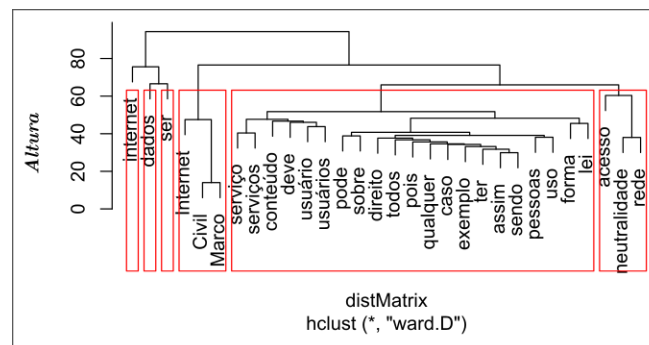 Altura
80
60
40
20
0
internet
dados
ser
Internet
Civil
Marco
serviço
serviços
conteúdo
deve
usuário
usuários
pode
sobre
direito
todos
pois
qualquer
caso
exemplo
ter
assim
sendo
pessoas
uso
forma
lei
acesso
neutralidade
rede
distMatrix
hclust (*, "ward.D")